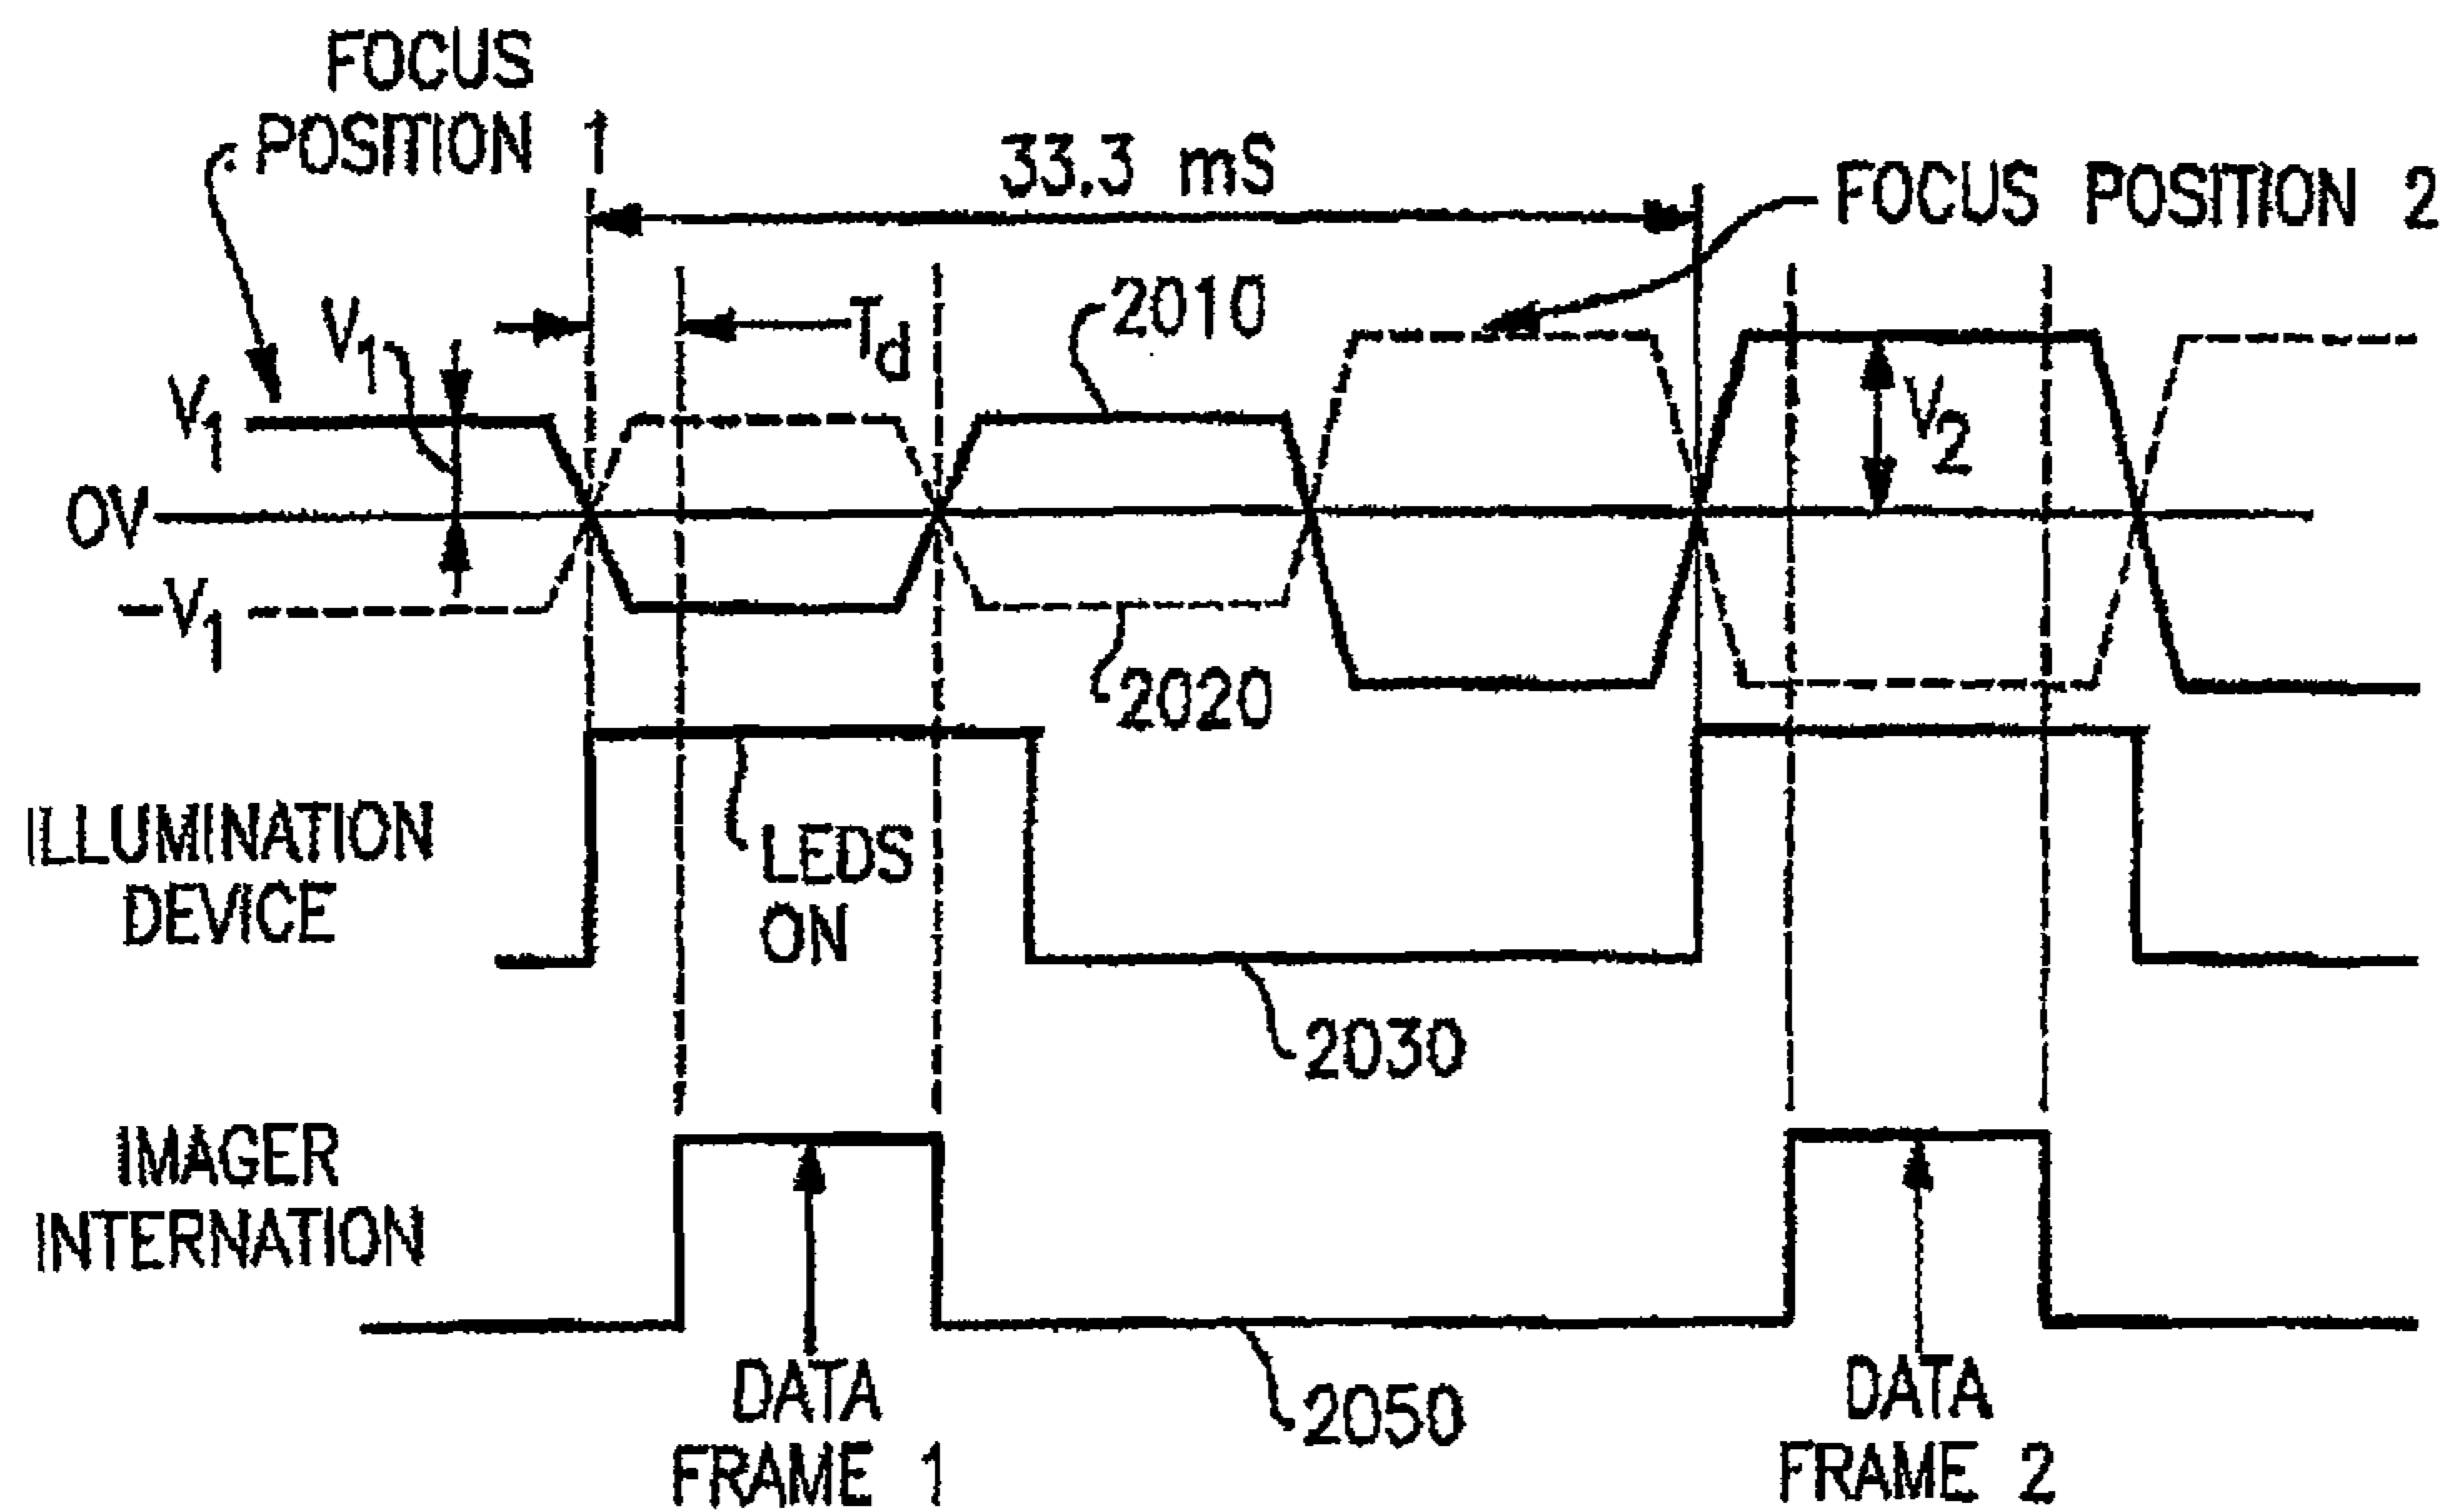 FOCUS
POSITION 1
33.3 mS
FOCUS POSITION 2
V1
Td
2010
V1
V2
0V
-V1
2020
ILLUMINATION
DEVICE
LEDS
ON
2030
IMAGER
INTERNATION
DATA
FRAME 1
2050
DATA
FRAME 2